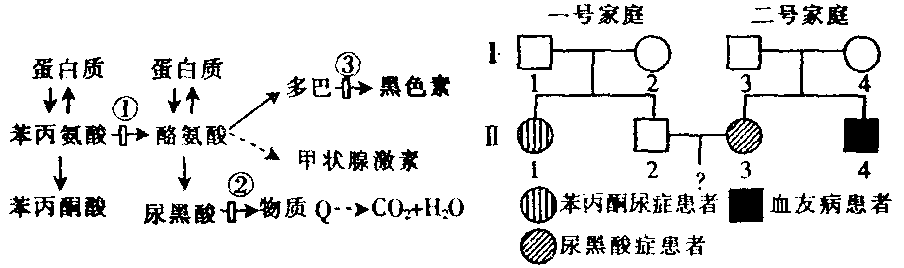 一号家庭 二号家庭
Ⅰ 1 2 3 4
Ⅱ 1 2 3 4
?
蛋白质 蛋白质
苯丙氨酸 ① 酪氨酸
多巴 ③ 黑色素
甲状腺激素
苯丙酮酸
尿黑酸 ② 物质 Q CO₂+H₂O
苯丙酮尿症患者 血友病患者
尿黑酸症患者